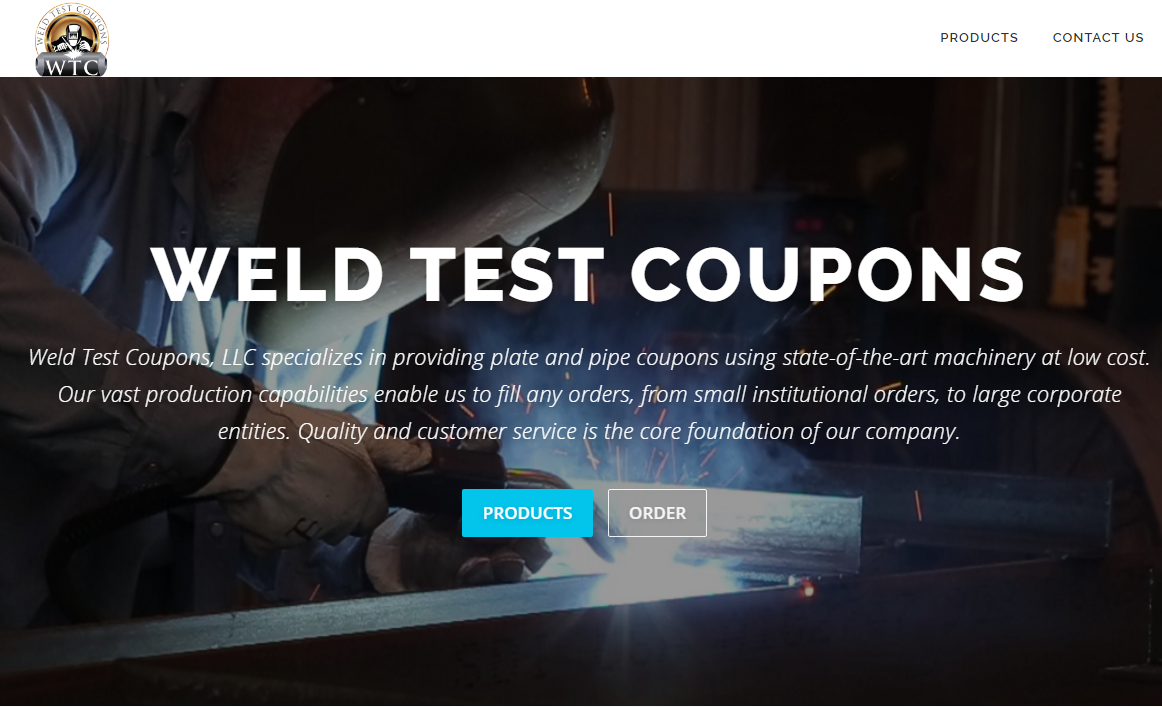 WELD TEST COUPONS
WTC
PRODUCTS
CONTACT US
WELD TEST COUPONS
Weld Test Coupons, LLC specializes in providing plate and pipe coupons using state-of-the-art machinery at low cost.
Our vast production capabilities enable us to fill any orders, from small institutional orders, to large corporate
entities. Quality and customer service is the core foundation of our company.
PRODUCTS
ORDER